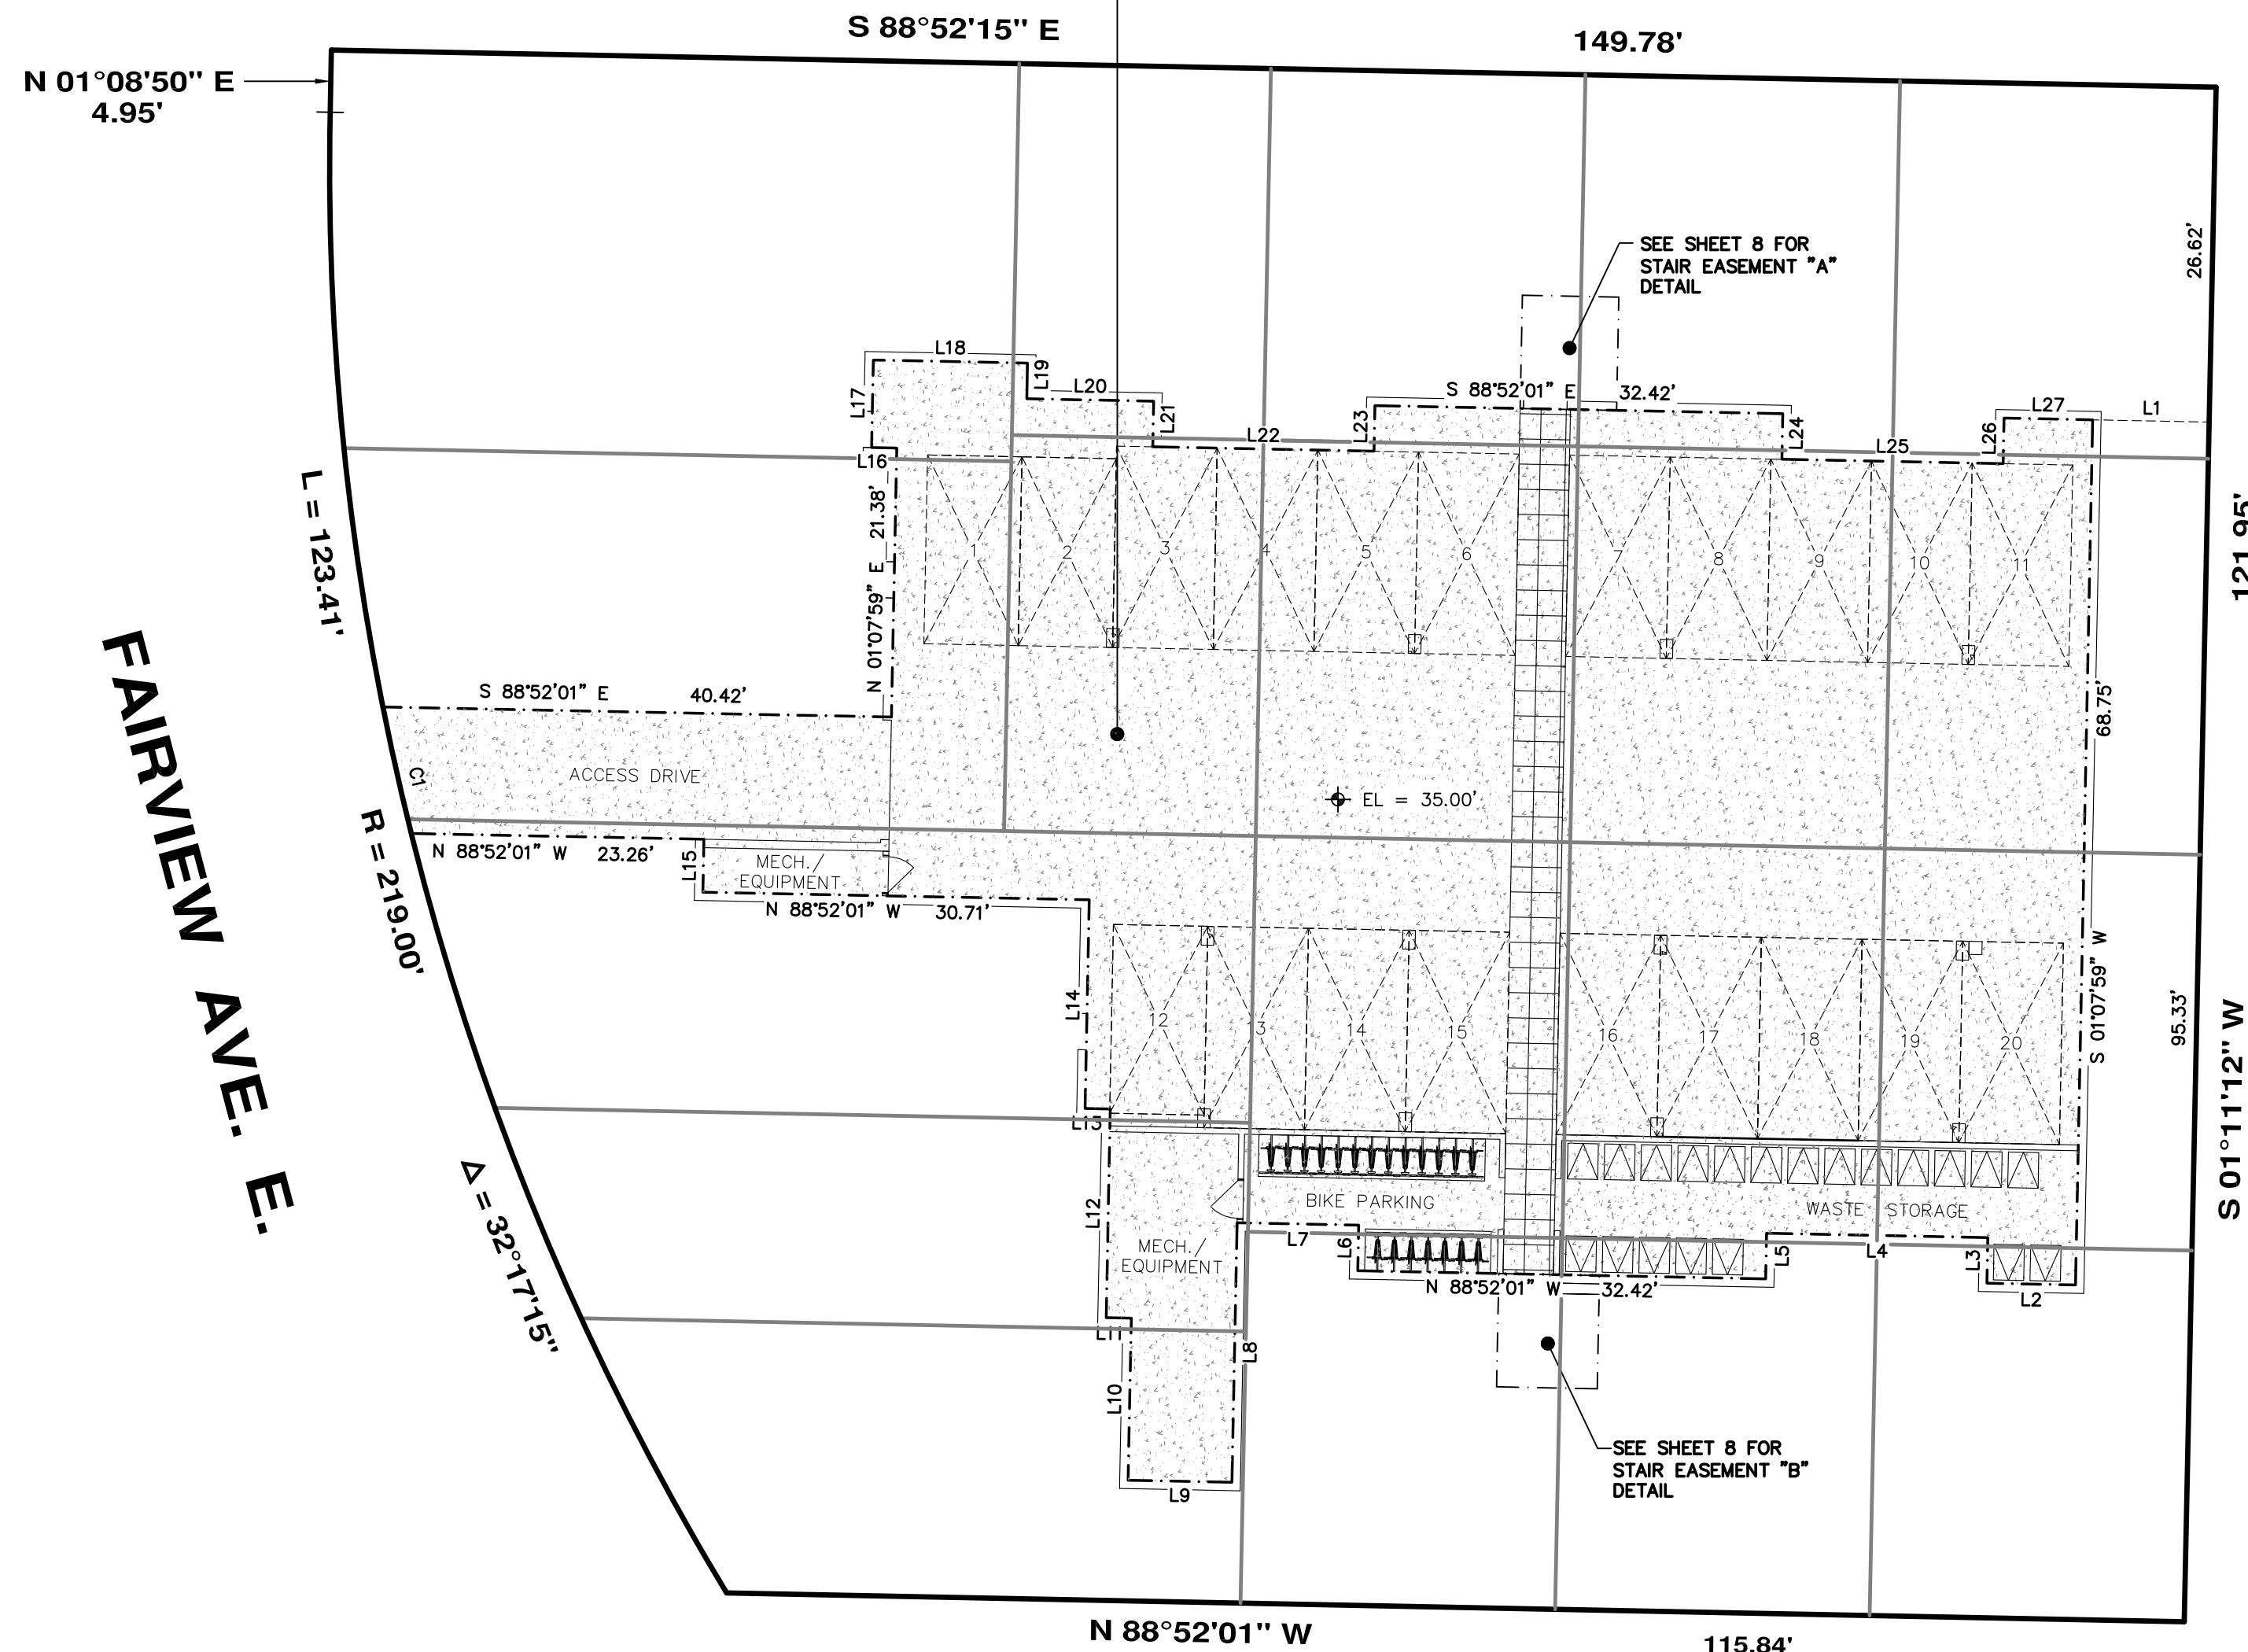 S 88°52'15" E
149.78'
N 01°08'50" E
4.95'
26.62'
SEE SHEET 8 FOR
STAIR EASEMENT "A"
DETAIL
L18
L19
L20
L17
L21
L23
S 88°52'01" E 32.42'
L24
L27
L1
L26
L22
L25
L16
L = 123.41'
N 01°07'59" E 21.38'
1
2
3
4
5
6
7
8
9
10
11
121.95'
S 88°52'01" E 40.42'
68.75'
C1
ACCESS DRIVE
EL = 35.00'
FAIRVIEW AVE. E.
R = 219.00'
N 88°52'01" W 23.26'
L15
MECH./
EQUIPMENT
N 88°52'01" W 30.71'
L14
12
13
14
15
16
17
18
19
20
S 01°07'59" W
95.33'
S 01°11'12" W
L13
Δ = 32°17'15"
L12
BIKE PARKING
WASTE STORAGE
MECH./
EQUIPMENT
L7
L6
L5
L4
L3
N 88°52'01" W 32.42'
L2
L11
L8
L10
L9
SEE SHEET 8 FOR
STAIR EASEMENT "B"
DETAIL
N 88°52'01" W
115.84'